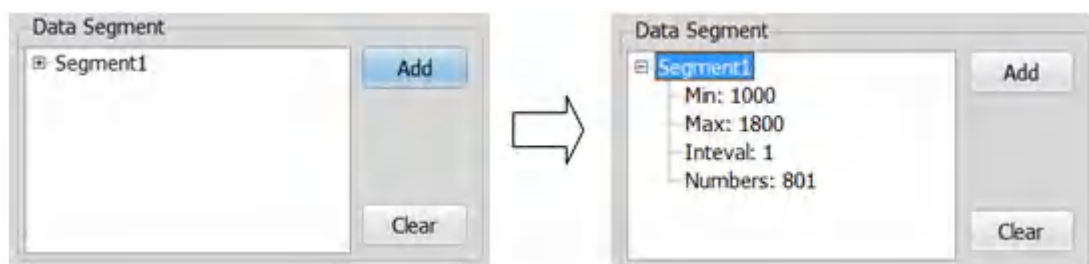 Data Segment
Segment1
Add
Clear
Data Segment
Segment1
Min: 1000
Max: 1800
Inteval: 1
Numbers: 801
Add
Clear